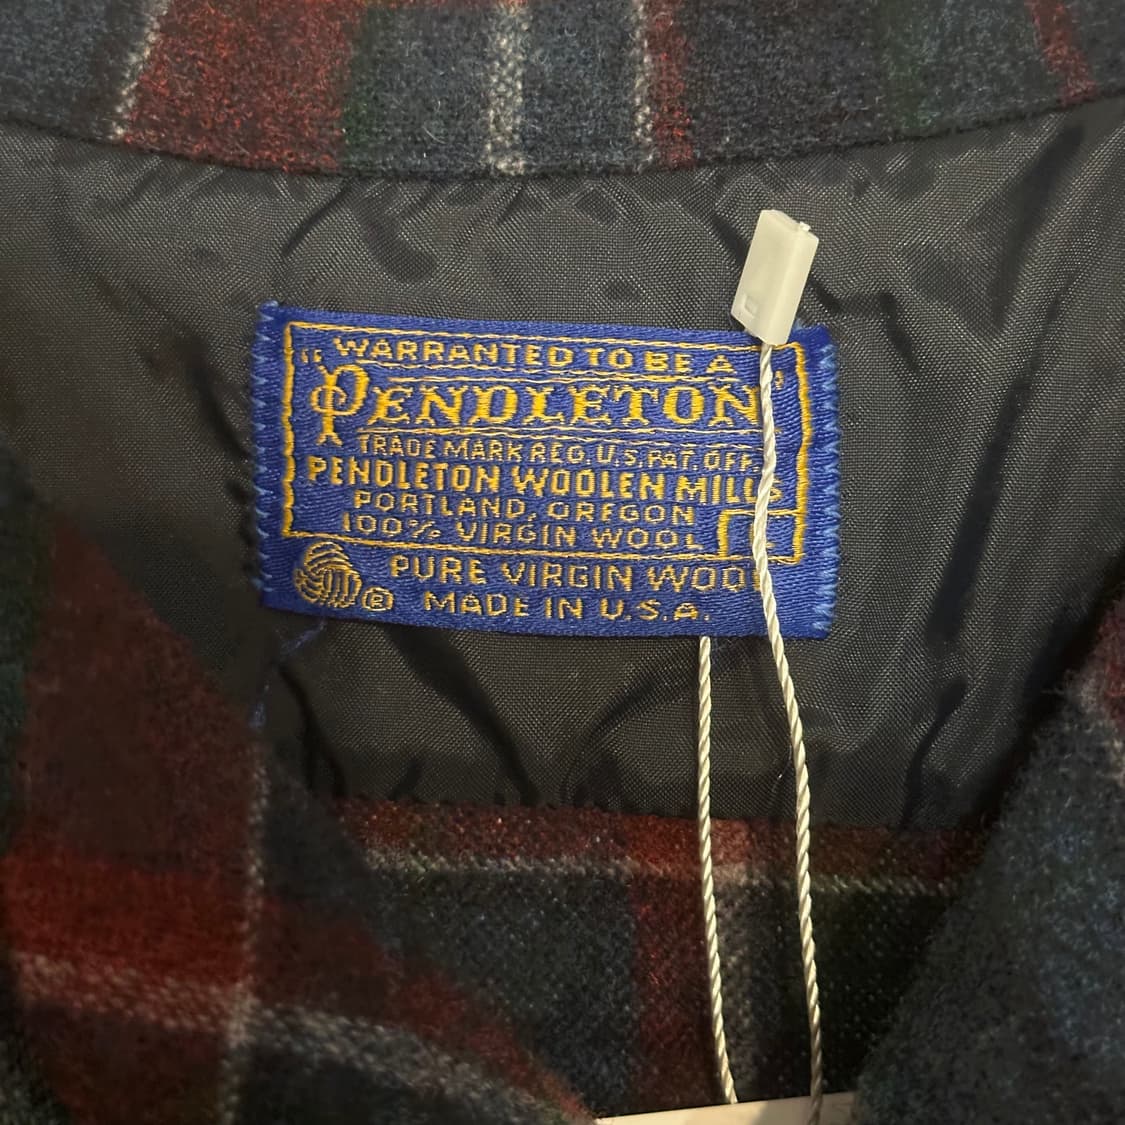 "WARRANTED TO BE A
PENDLETON"
TRADE MARK REG. U.S. PAT. OFF.
PENDLETON WOOLEN MILLS
PORTLAND, OREGON
100% VIRGIN WOOL
PURE VIRGIN WOOL
® MADE IN U.S.A.